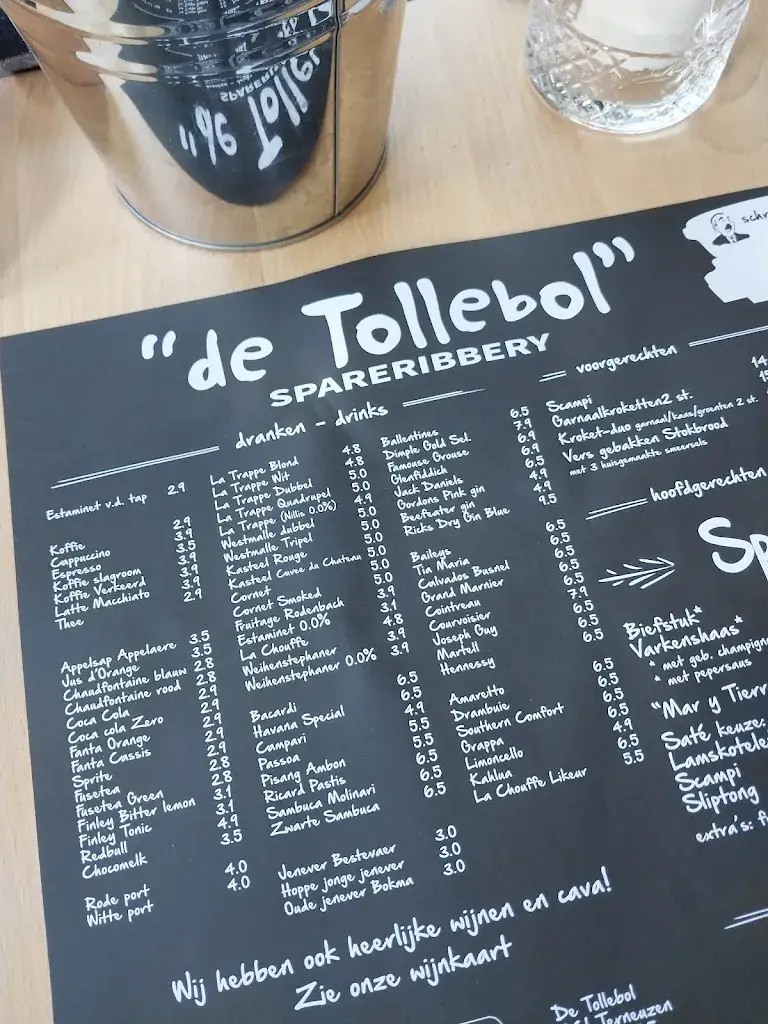 "de Tollebol"
SPARERIBBERY
dranken - drinks
Estaminet v.d. tap 2.9
Koffie 2.9
Cappuccino 3.9
Espresso 3.5
Koffie slagroom 3.9
Koffie Verkeerd 3.9
Latte Macchiato 3.9
Thee 2.9
Appelsap Appelaere 3.5
Jus d'Orange 3.5
Chaudfontaine blauw 2.8
Chaudfontaine rood 2.8
Coca Cola 2.9
Coca cola Zero 2.9
Fanta Orange 2.9
Fanta Cassis 2.9
Sprite 2.9
Fusetea 2.8
Fusetea Green 2.8
Finley Bitter lemon 3.1
Finley Tonic 3.1
Redbull 4.9
Chocomelk 3.5
Rode port 4.0
Witte port 4.0
La Trappe Blond 4.8
La Trappe Wit 4.8
La Trappe Dubbel 5.0
La Trappe Quadrupel 5.0
La Trappe (Nillis 0.0%) 4.9
Westmalle dubbel 5.0
Westmalle Tripel 5.0
Kasteel Rouge 5.0
Kasteel Cuvee du Chateau 5.0
Cornet 5.0
Cornet Smoked 5.0
Fruitage Rodenbach 3.9
Estaminet 0.0% 3.1
La Chouffe 4.8
Weihenstephaner 3.9
Weihenstephaner 0.0% 3.9
Bacardi 6.5
Havana Special 6.5
Campari 4.9
Passoa 5.5
Pisang Ambon 5.5
Ricard Pastis 6.5
Sambuca Molinari 6.5
Zwarte Sambuca 6.5
Jenever Bestevaer 3.0
Hoppe jonge jenever 3.0
Oude jenever Bokma 3.0
Ballentines 6.5
Dimple Gold Sel. 7.9
Famouse Grouse 6.9
Glenfiddich 6.9
Jack Daniels 6.5
Gordons Pink gin 4.9
Beefeater gin 4.9
Ricks Dry Gin Blue 9.5
Baileys 6.5
Tia Maria 6.5
Calvados Busnel 6.5
Grand Marnier 6.5
Cointreau 6.5
Courvoisier 7.9
Joseph Guy 6.5
Martell 6.5
Hennessy 6.5
Amaretto 6.5
Drambuie 6.5
Southern Comfort 6.5
Grappa 6.5
Limoncello 4.9
Kahlua 6.5
La Chouffe Likeur 5.5
Wij hebben ook heerlijke wijnen en cava!
Zie onze wijnkaart
voorgerechten
Scampi 14
Garnaalkroketten 2 st. 15
Kroket-duo garnaal/kaas/groenten 2 st.
Vers gebakken Stokbrood
met 3 huisgemaakte smeersels
hoofdgerechten
Sp
Biefstuk*
Varkenshaas*
* met geb. champign
* met pepersaus
"Mar y Tierr
Saté keuze:
Lamskotele
Scampi
Sliptong
extra's: f
De Tollebol
Terneuzen